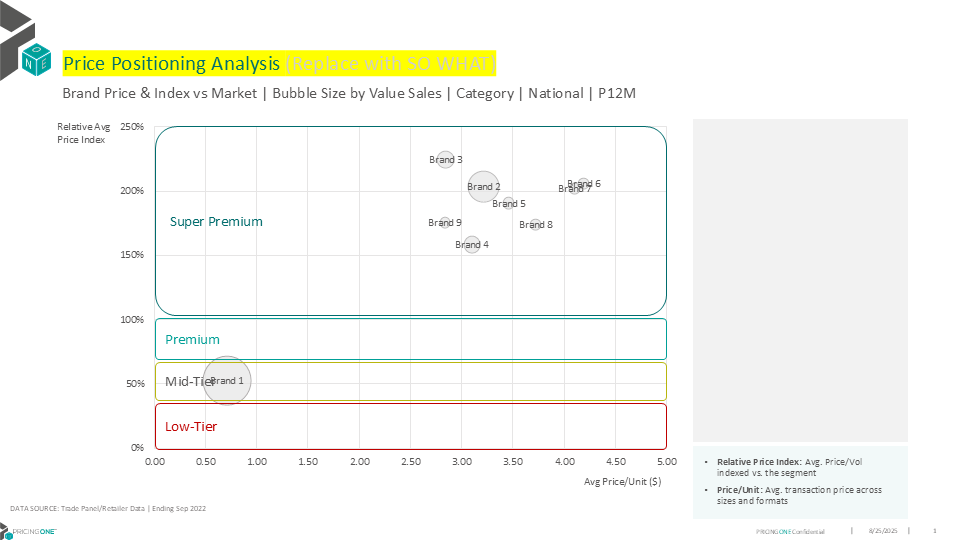 O
N E
Price Positioning Analysis (Replace with SO WHAT)
Brand Price & Index vs Market | Bubble Size by Value Sales | Category | National | P12M
Relative Avg
Price Index
250%
200%
150%
100%
50%
0%
Brand 3
Brand 2
Brand 6
Brand 7
Brand 5
Brand 9
Brand 8
Brand 4
Super Premium
Premium
Mid-Tier
Brand 1
Low-Tier
0.00 0.50 1.00 1.50 2.00 2.50 3.00 3.50 4.00 4.50 5.00
Avg Price/Unit ($)
• Relative Price Index: Avg. Price/Vol
indexed vs. the segment
• Price/Unit: Avg. transaction price across
sizes and formats
DATA SOURCE: Trade Panel/Retailer Data | Ending Sep 2022
PRICINGONE™
PRICINGONE Confidential | 8/25/2025 | 1